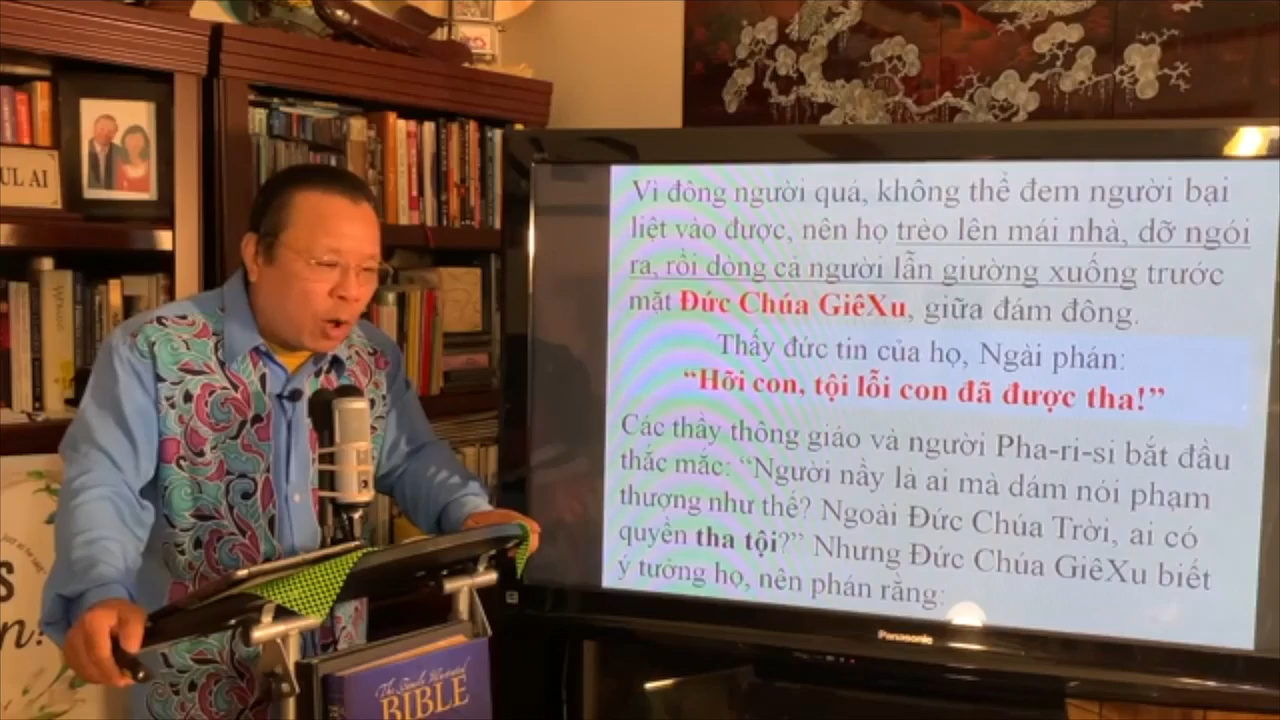 UL AI
Vì đông người quá, không thể đem người bại
liệt vào được, nên họ trèo lên mái nhà, dỡ ngói
ra, rồi dòng cả người lẫn giường xuống trước
mặt Đức Chúa GiêXu, giữa đám đông.
Thấy đức tin của họ, Ngài phán:
“Hỡi con, tội lỗi con đã được tha!”
Các thầy thông giáo và người Pha-ri-si bắt đầu
thắc mắc: “Người nầy là ai mà dám nói phạm
thượng như thế? Ngoài Đức Chúa Trời, ai có
quyền tha tội?” Nhưng Đức Chúa GiêXu biết
ý tưởng họ, nên phán rằng:
Panasonic
The Family Illustrated
BIBLE